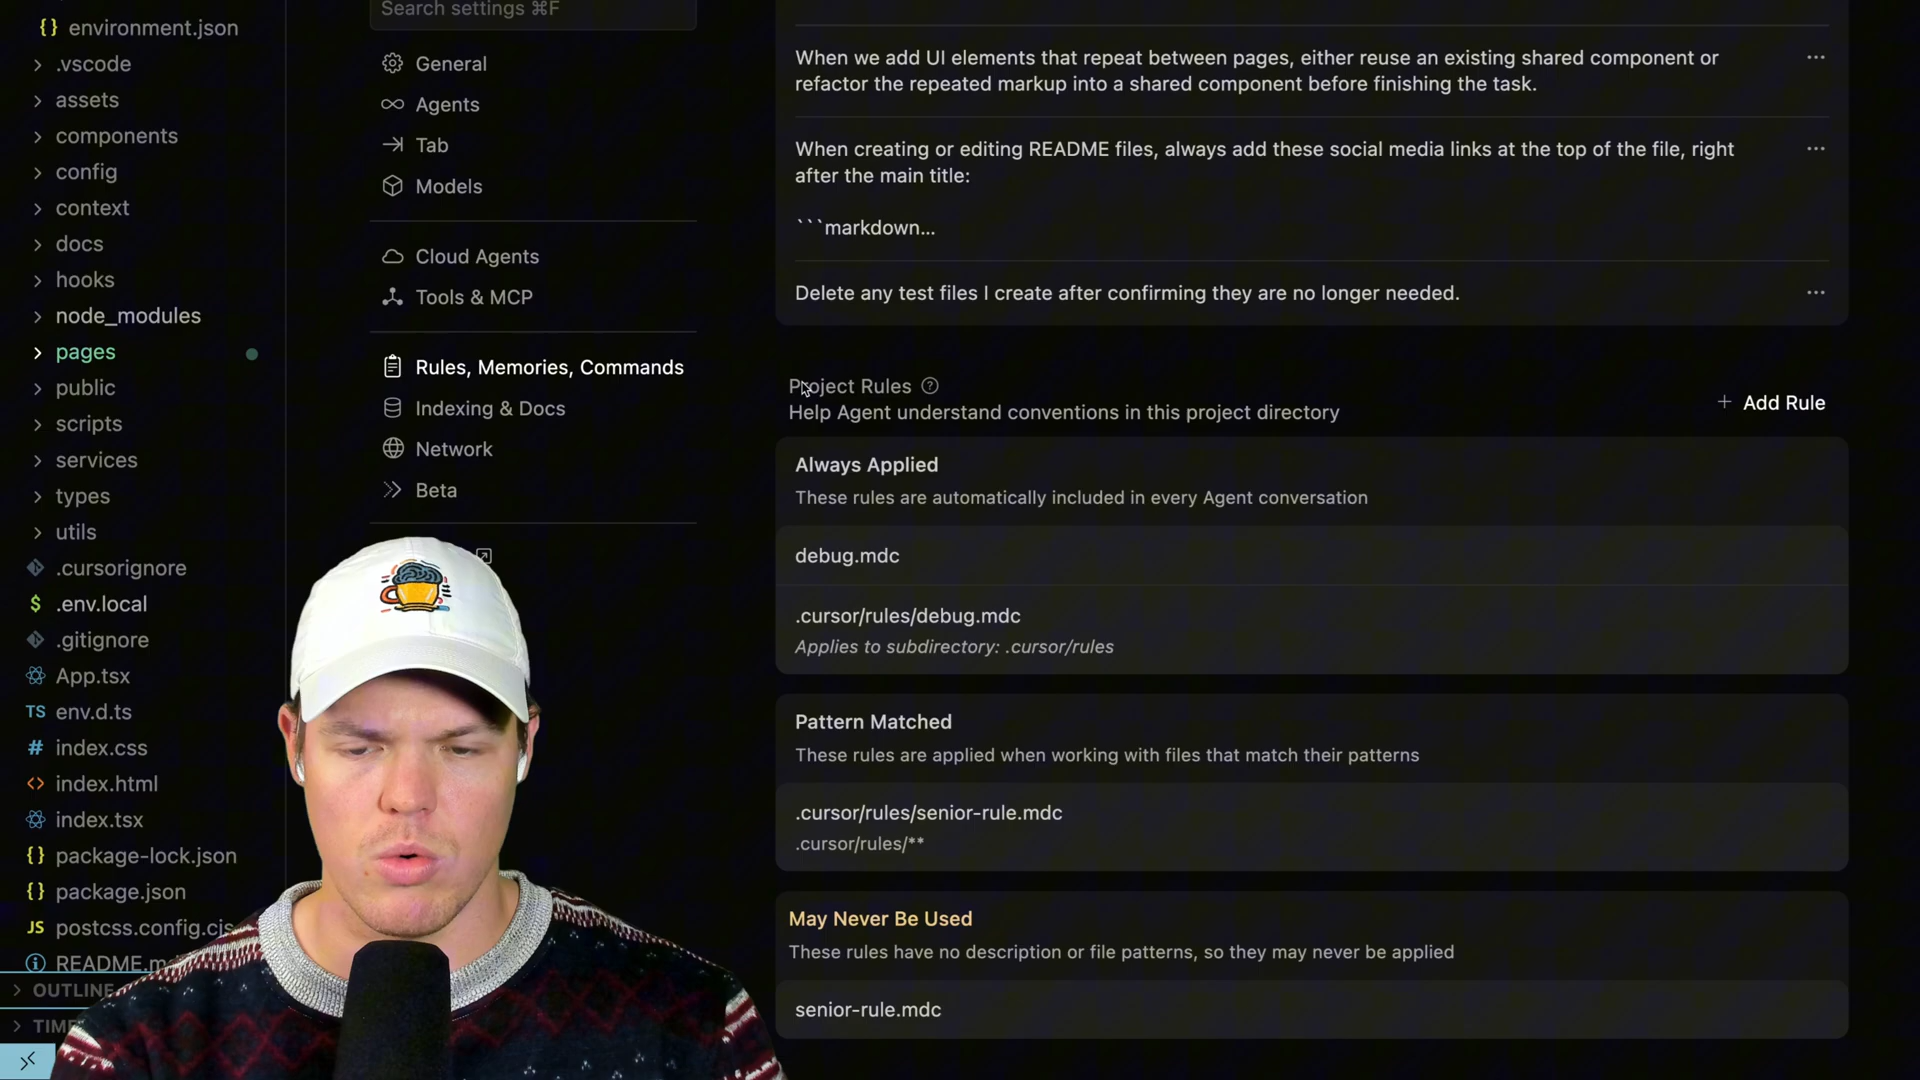 environment.json
.vscode
assets
components
config
context
docs
hooks
node_modules
pages
public
scripts
services
types
utils
.cursorignore
$ .env.local
.gitignore
App.tsx
TS env.d.ts
# index.css
<> index.html
index.tsx
{} package-lock.json
{} package.json
JS postcss.config.cjs
README.m
OUTLINE
TIME
Search settings ⌘F
General
Agents
Tab
Models
Cloud Agents
Tools & MCP
Rules, Memories, Commands
Indexing & Docs
Network
Beta
When we add UI elements that repeat between pages, either reuse an existing shared component or
refactor the repeated markup into a shared component before finishing the task.
When creating or editing README files, always add these social media links at the top of the file, right
after the main title:
```markdown...
Delete any test files I create after confirming they are no longer needed.
Project Rules
Help Agent understand conventions in this project directory
+ Add Rule
Always Applied
These rules are automatically included in every Agent conversation
debug.mdc
.cursor/rules/debug.mdc
Applies to subdirectory: .cursor/rules
Pattern Matched
These rules are applied when working with files that match their patterns
.cursor/rules/senior-rule.mdc
.cursor/rules/**
May Never Be Used
These rules have no description or file patterns, so they may never be applied
senior-rule.mdc